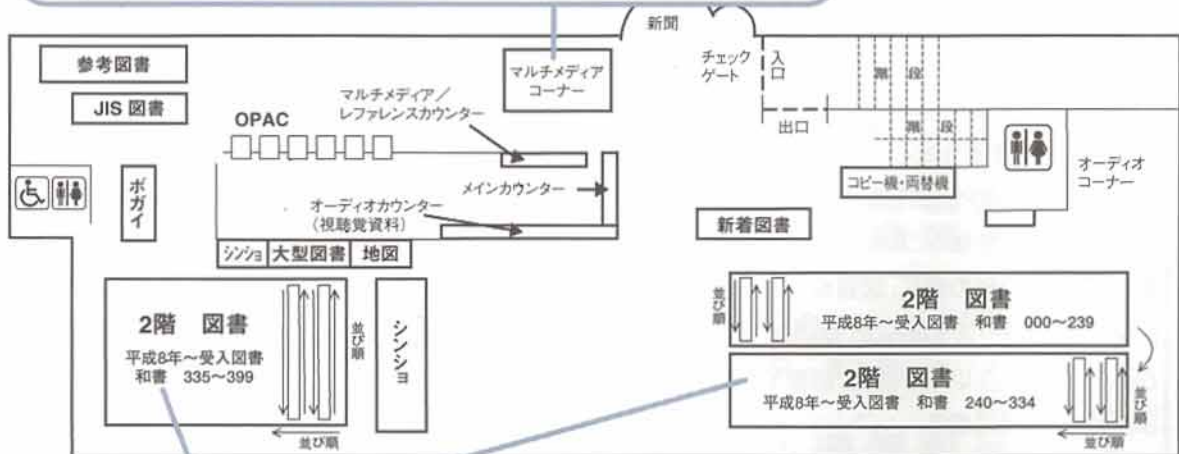 新聞
参考図書
JIS 図書
OPAC
マルチメディア／
レファレンスカウンター
マルチメディア
コーナー
チェック
ゲート
入口
出口
階 段
階 段
オーディオ
コーナー
コピー機・両替機
ボガイ
メインカウンター
オーディオカウンター
（視聴覚資料）
新着図書
シンショ
大型図書
地図
2階 図書
平成8年～受入図書
和書 335～399
並び順
並び順
シンショ
並び順
2階 図書
平成8年～受入図書 和書 000～239
2階 図書
平成8年～受入図書 和書 240～334
並び順
並び順